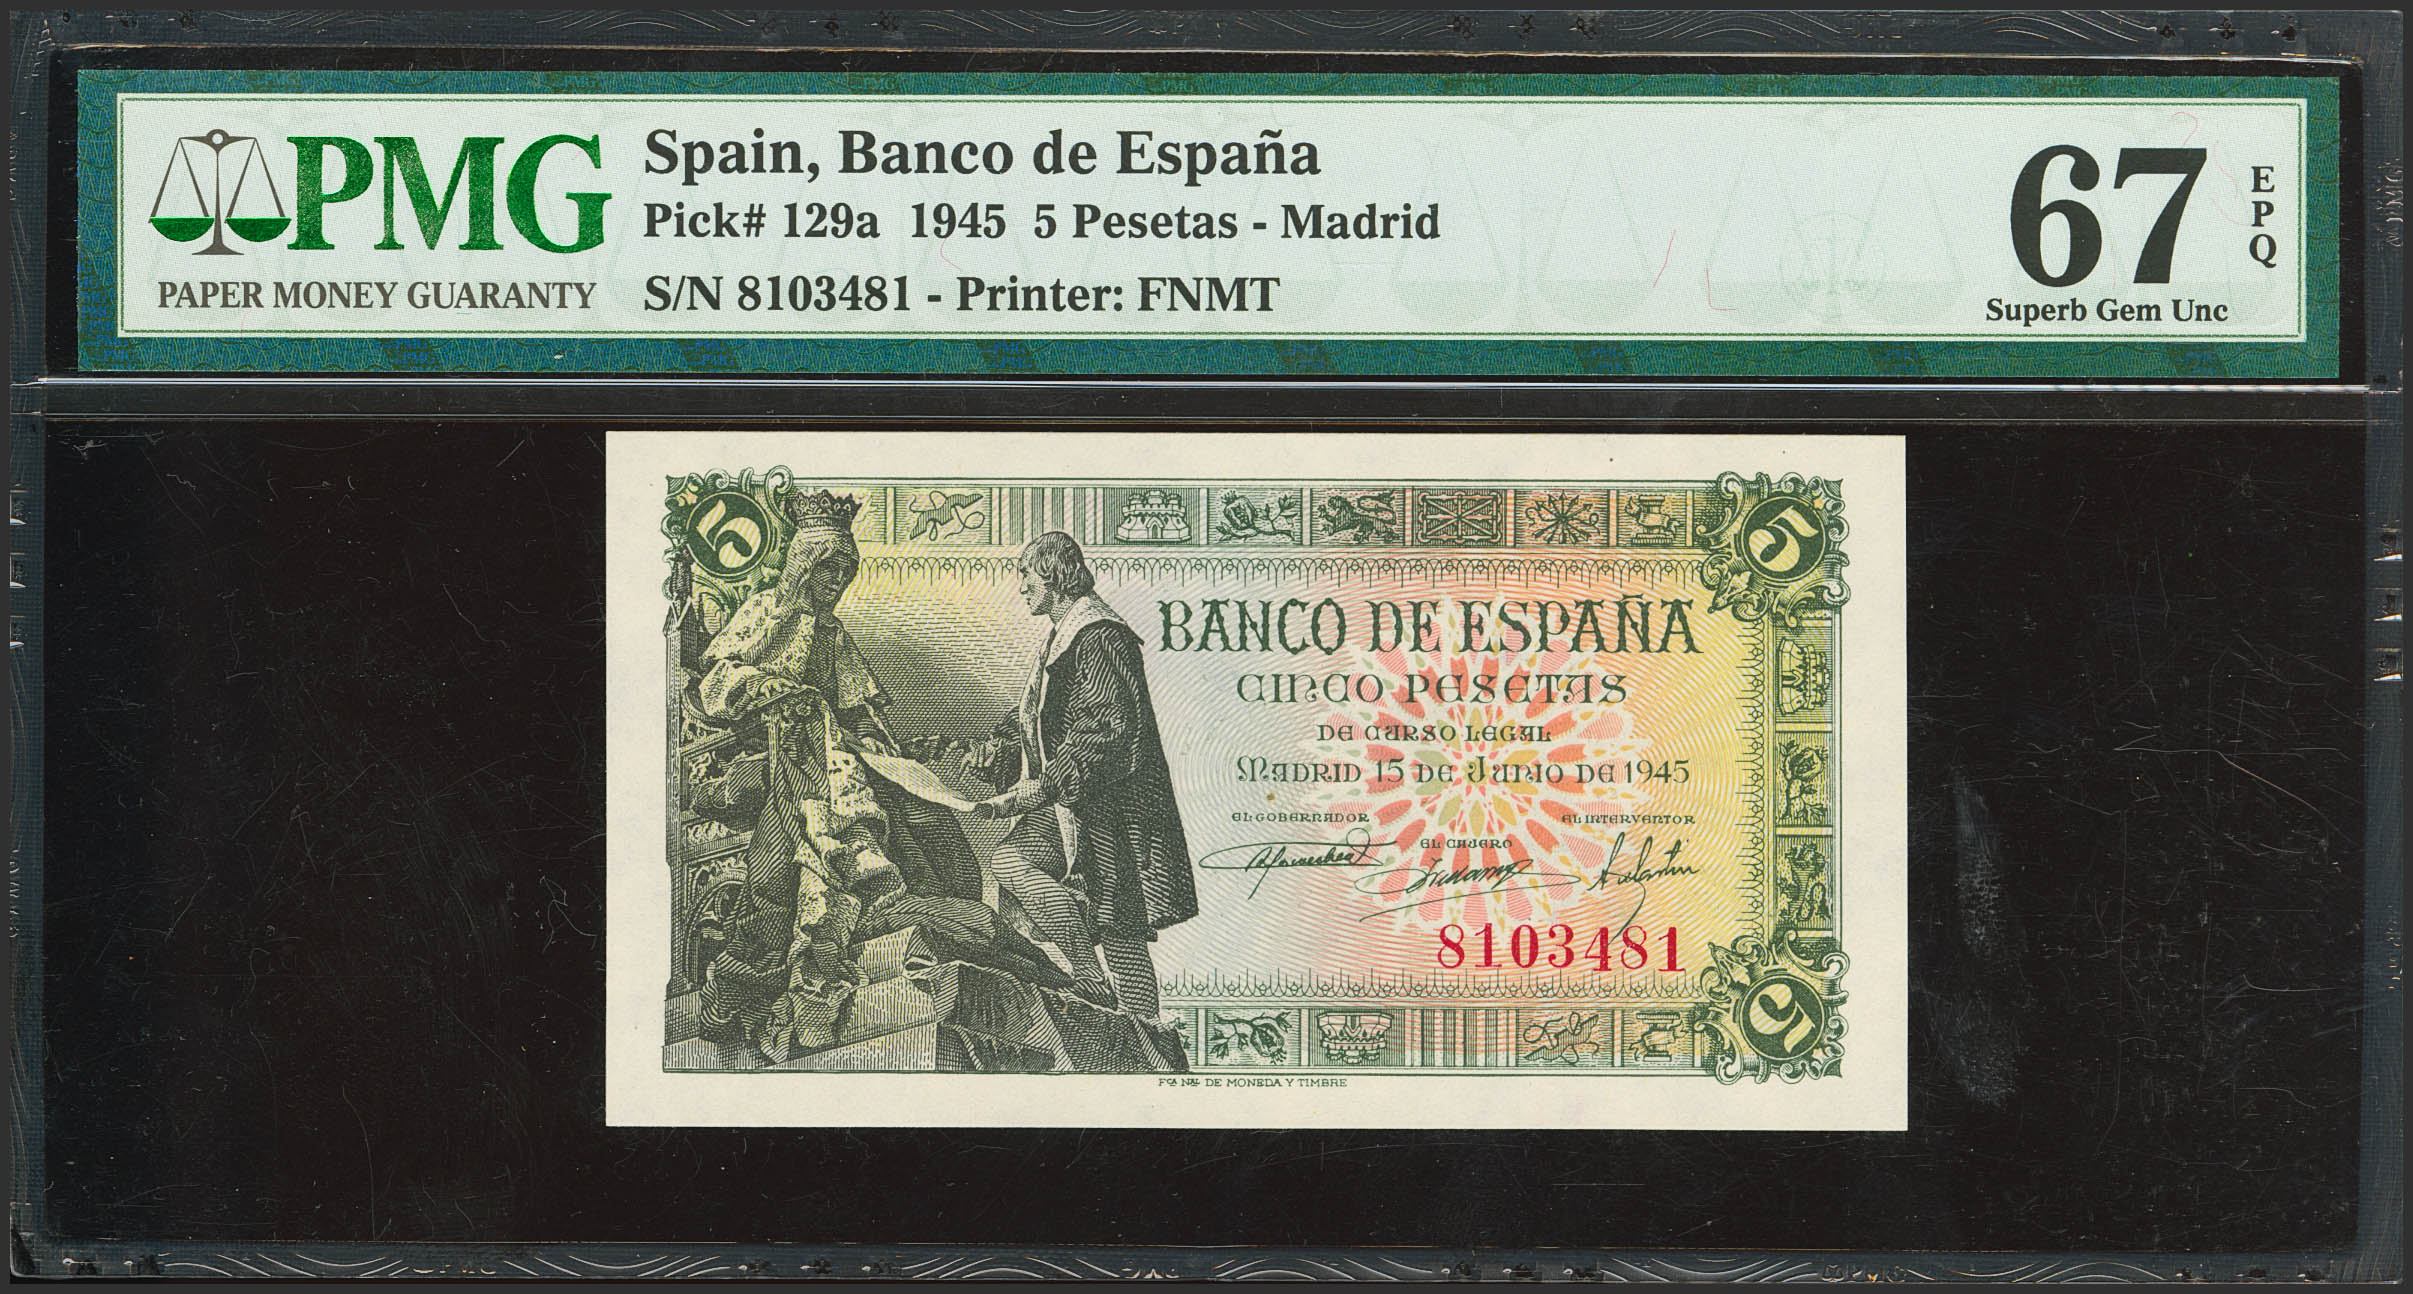 PMG
PAPER MONEY GUARANTY
Spain, Banco de España
Pick# 129a 1945 5 Pesetas - Madrid
S/N 8103481 - Printer: FNMT
67
EPQ
Superb Gem Unc
5
5
BANCO DE ESPAÑA
CINCO PESETAS
DE CURSO LEGAL
MADRID 15 DE JUNIO DE 1945
EL GOBERNADOR
EL INTERVENTOR
EL CAJERO
8103481
5
FCA NAL DE MONEDA Y TIMBRE